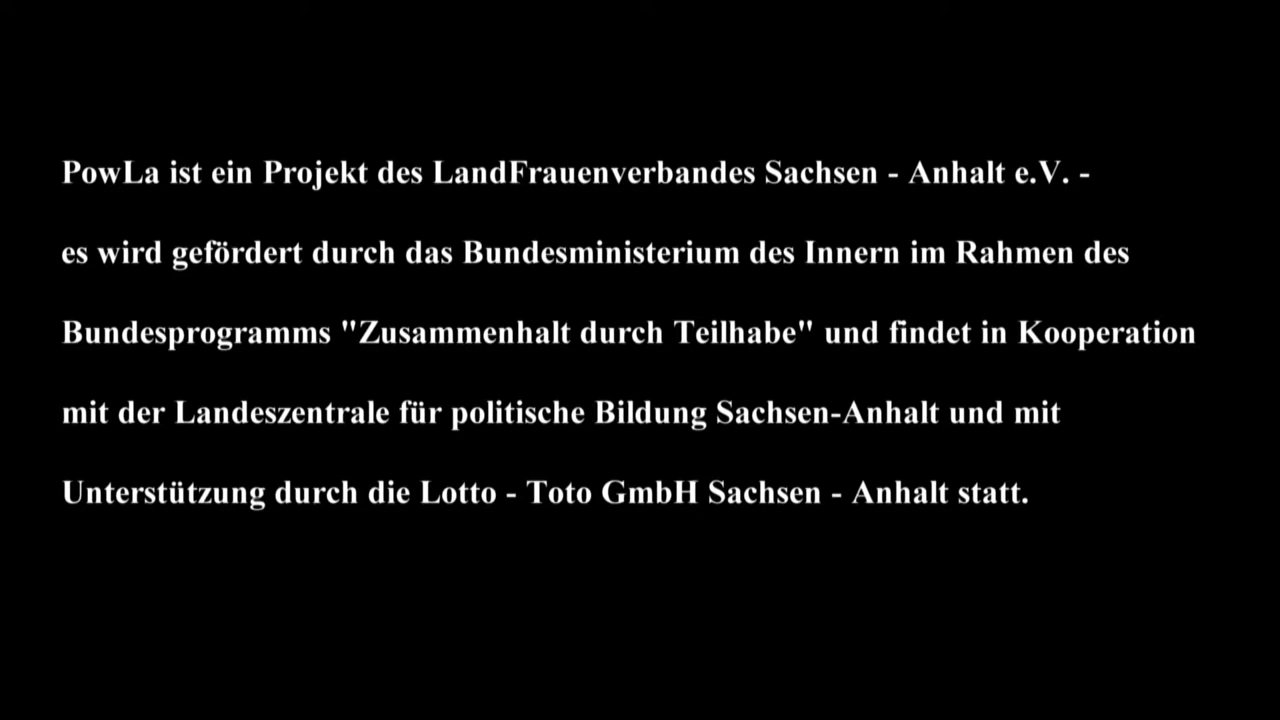 PowLa ist ein Projekt des LandFrauenverbandes Sachsen - Anhalt e.V. -
es wird gefördert durch das Bundesministerium des Innern im Rahmen des
Bundesprogramms "Zusammenhalt durch Teilhabe" und findet in Kooperation
mit der Landeszentrale für politische Bildung Sachsen-Anhalt und mit
Unterstützung durch die Lotto - Toto GmbH Sachsen - Anhalt statt.